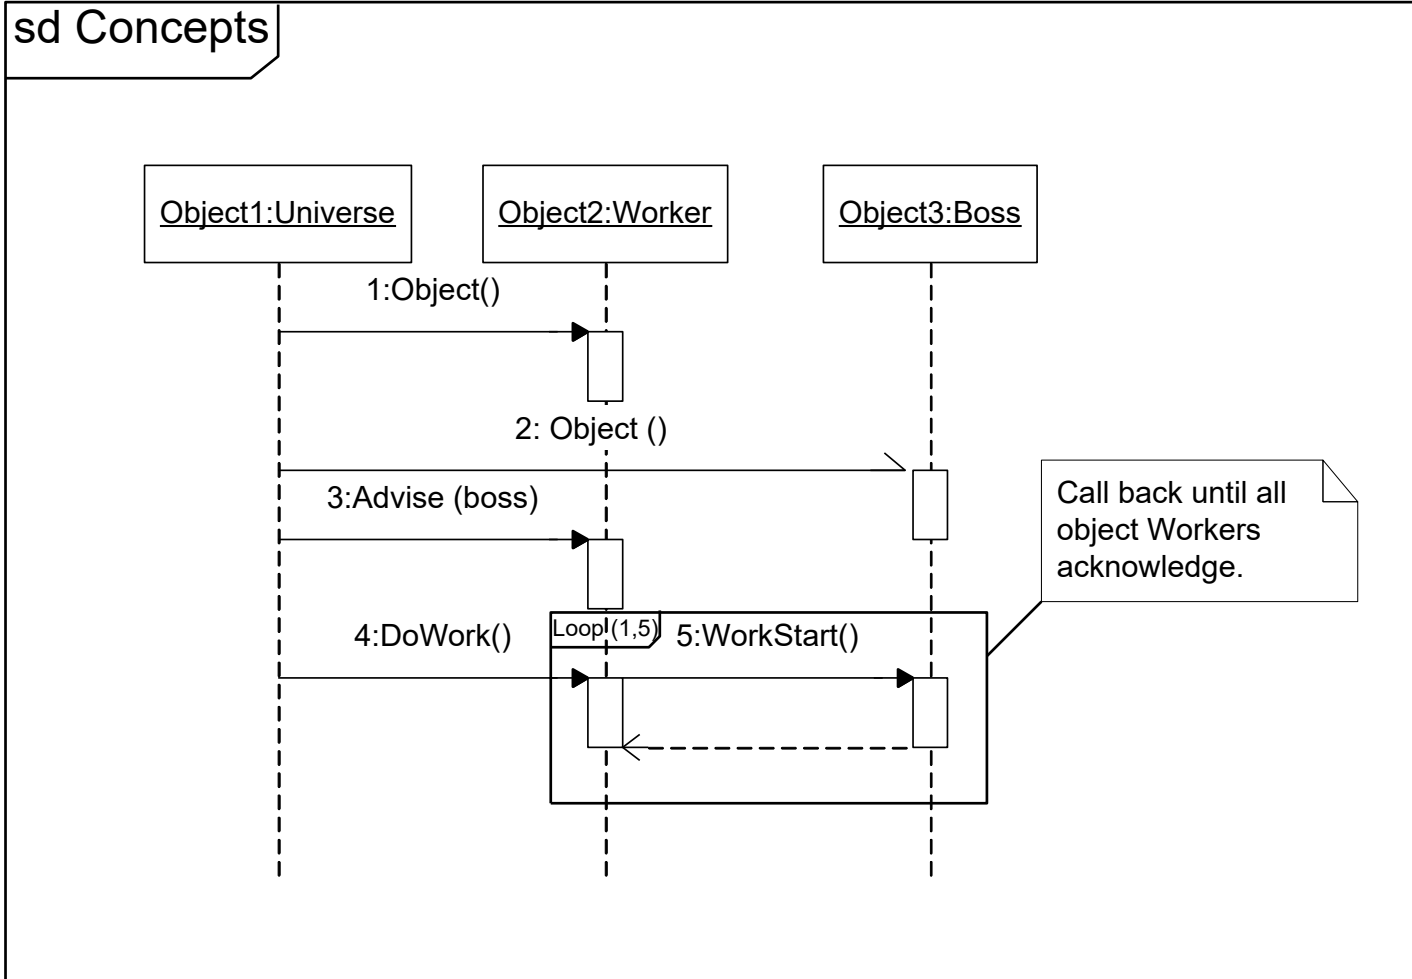 sd Concepts
Object1:Universe
Object2:Worker
Object3:Boss
1:Object()
2: Object ()
3:Advise (boss)
Call back until all
object Workers
acknowledge.
4:DoWork()
Loop (1,5)
5:WorkStart()